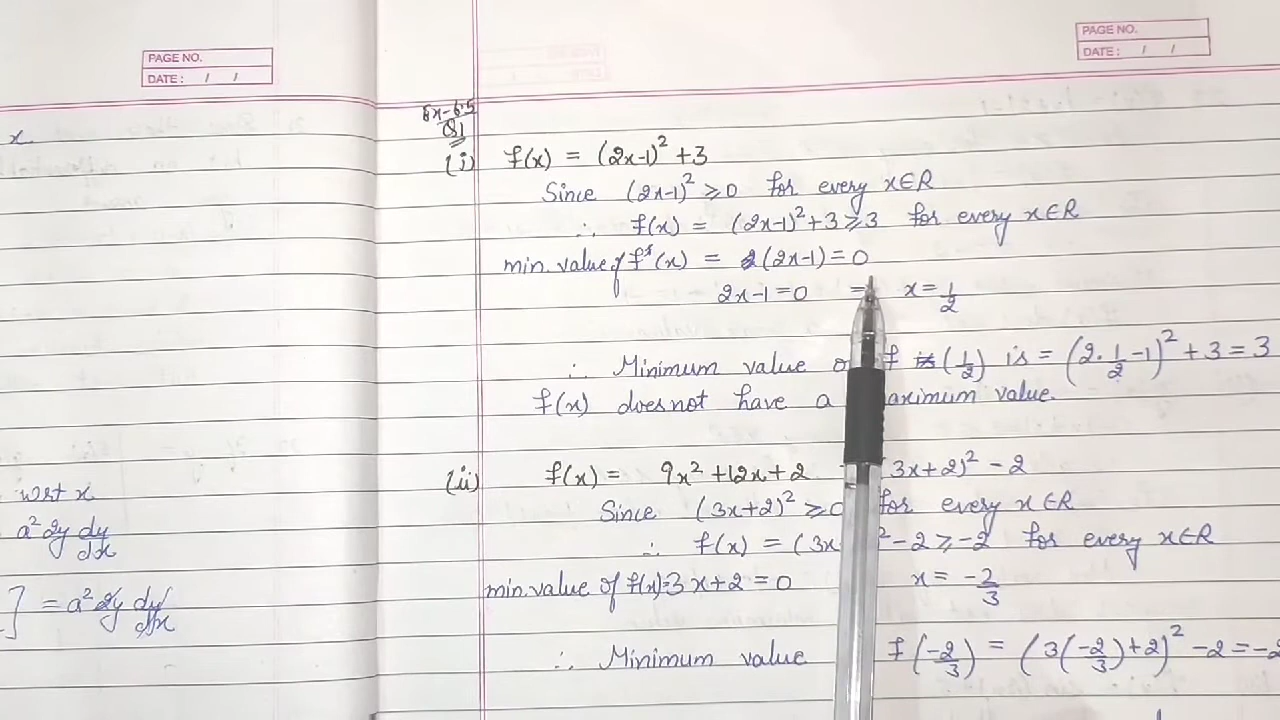 PAGE NO.
DATE : / /
x.
wrt x
a² 2y dy/dx
] = a² 2y dy/dx
PAGE NO.
DATE : / /
Ex-6.5
Q1
(i) f(x) = (2x-1)² + 3
Since (2x-1)² ≥ 0 for every x∈R
∴ f(x) = (2x-1)² + 3 ≥ 3 for every x∈R
min. value of f(x) = 2(2x-1) = 0
2x-1 = 0 = x = 1/2
∴ Minimum value o f (1/2) is = (2.1/2 -1)² + 3 = 3
f(x) does not have a aximum value.
(ii) f(x) = 9x² + 12x + 2 3x+2)² - 2
Since (3x+2)² ≥ 0 for every x∈R
∴ f(x) = (3x ² - 2 ≥ -2 for every x∈R
min. value of f(x) = 3x+2 = 0 x = -2/3
∴ Minimum value f(-2/3) = (3(-2/3)+2)² - 2 = -2